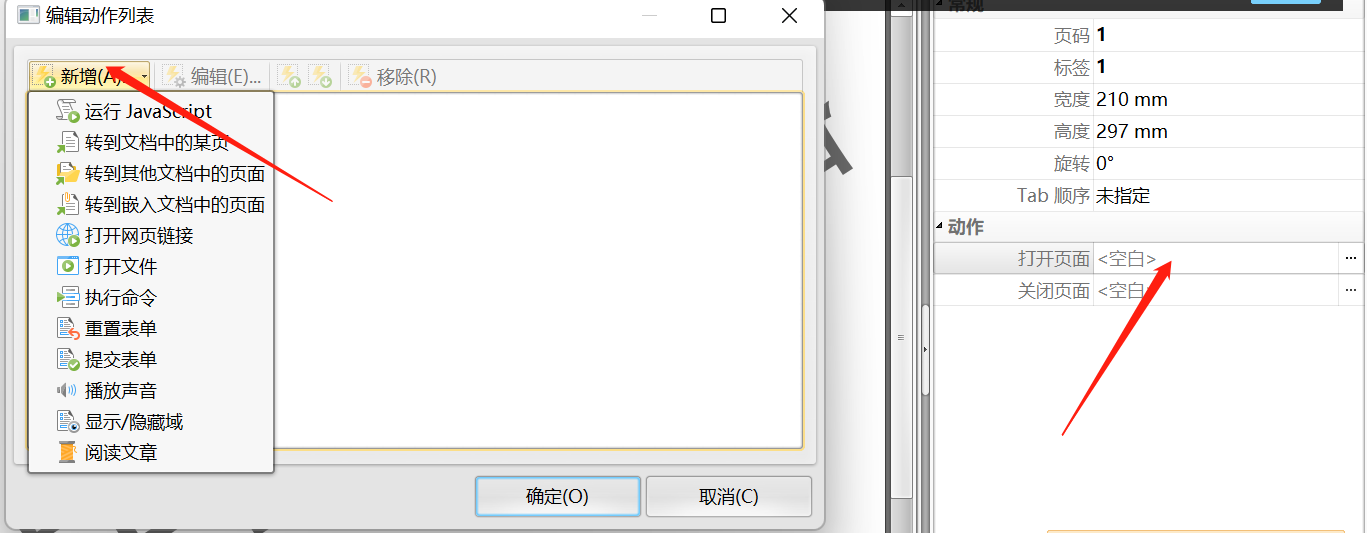 编辑动作列表
新增(A)...
编辑(E)...
移除(R)
运行 JavaScript
转到文档中的某页
转到其他文档中的页面
转到嵌入文档中的页面
打开网页链接
打开文件
执行命令
重置表单
提交表单
播放声音
显示/隐藏域
阅读文章
确定(O)
取消(C)
常规
页码 1
标签 1
宽度 210 mm
高度 297 mm
旋转 0°
Tab 顺序 未指定
动作
打开页面 <空白> ...
关闭页面 <空白> ...